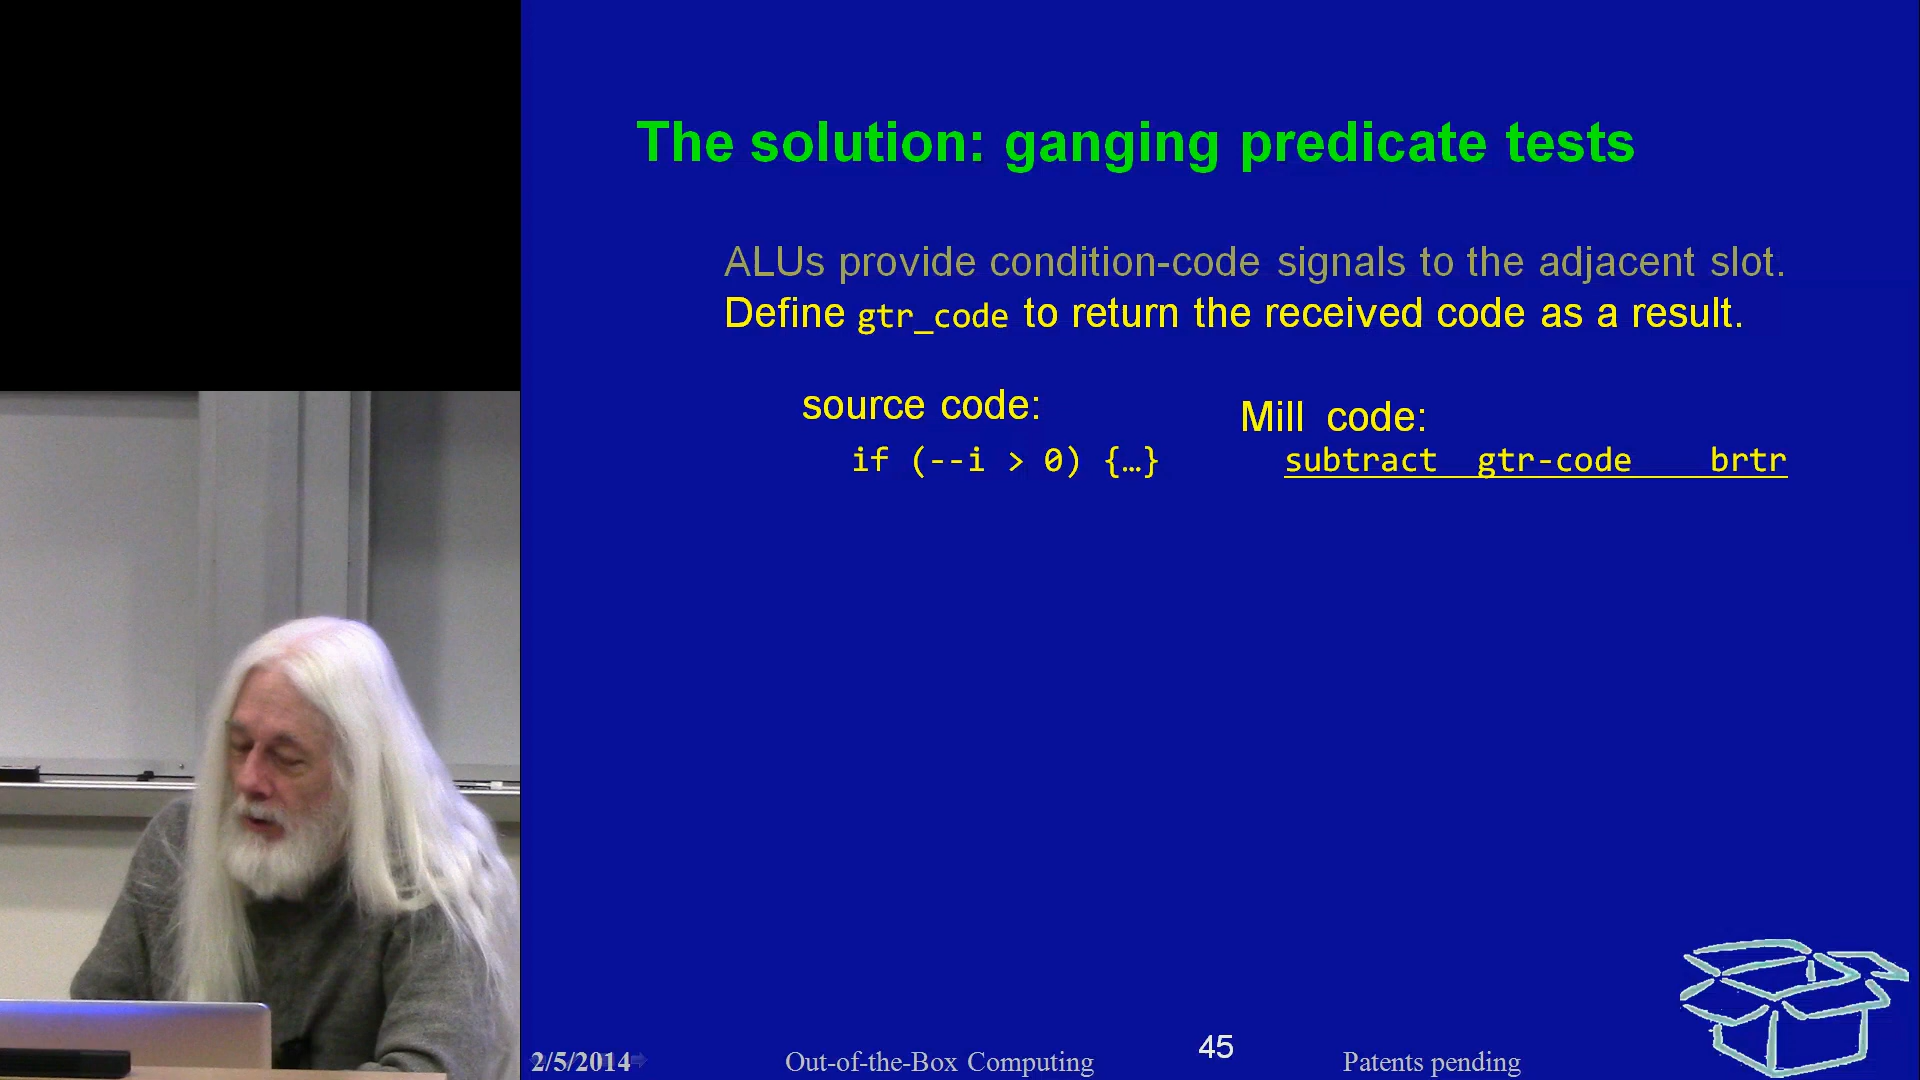 The solution: ganging predicate tests
ALUs provide condition-code signals to the adjacent slot.
Define gtr_code to return the received code as a result.
source code:
if (--i > 0) {…}
Mill code:
subtract gtr-code brtr
2/5/2014
Out-of-the-Box Computing
45
Patents pending